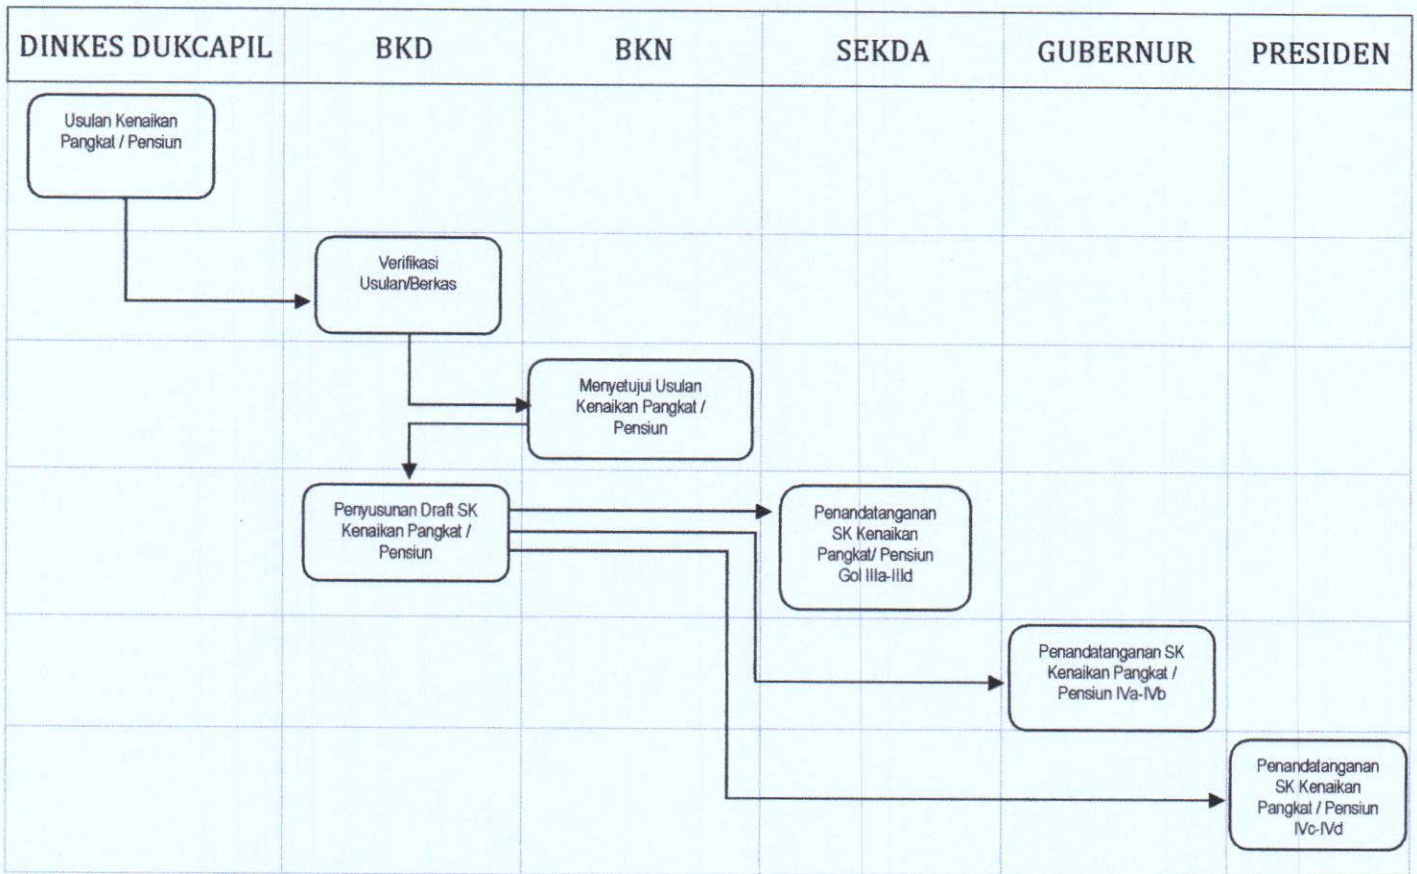 DINKES DUKCAPIL BKD BKN SEKDA GUBERNUR PRESIDEN
Usulan Kenaikan
Pangkat / Pensiun
Verifikasi
Usulan/Berkas
Menyetujui Usulan
Kenaikan Pangkat /
Pensiun
Penyusunan Draft SK
Kenaikan Pangkat /
Pensiun
Penandatanganan
SK Kenaikan
Pangkat/ Pensiun
Gol IIIa-IIId
Penandatanganan SK
Kenaikan Pangkat /
Pensiun IVa-IVb
Penandatanganan
SK Kenaikan
Pangkat / Pensiun
IVc-IVd